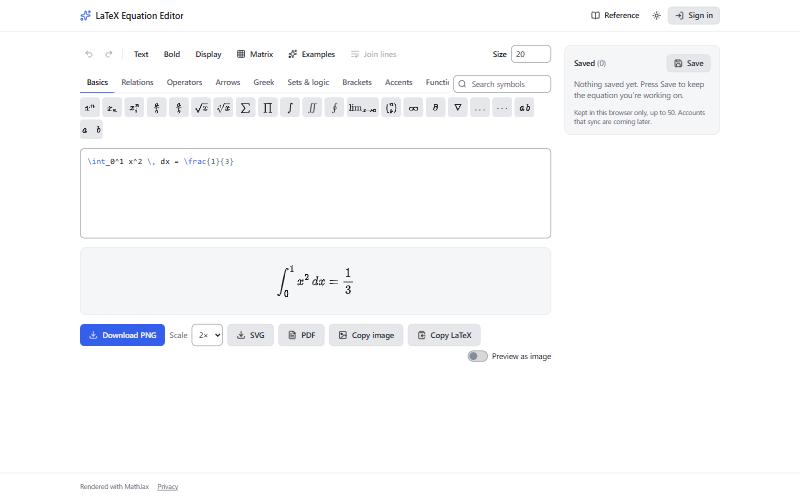 LaTeX Equation Editor
Reference
Sign in
Text Bold Display Matrix Examples Join lines
Size 20
Basics Relations Operators Arrows Greek Sets & logic Brackets Accents Functi
Search symbols
\int_0^1 x^2 \, dx = \frac{1}{3}
∫₀¹ x² dx = 1/3
Download PNG Scale 2× SVG PDF Copy image Copy LaTeX
Preview as image
Saved (0)
Save
Nothing saved yet. Press Save to keep
the equation you're working on.
Kept in this browser only, up to 50. Accounts
that sync are coming later.
Rendered with MathJax Privacy